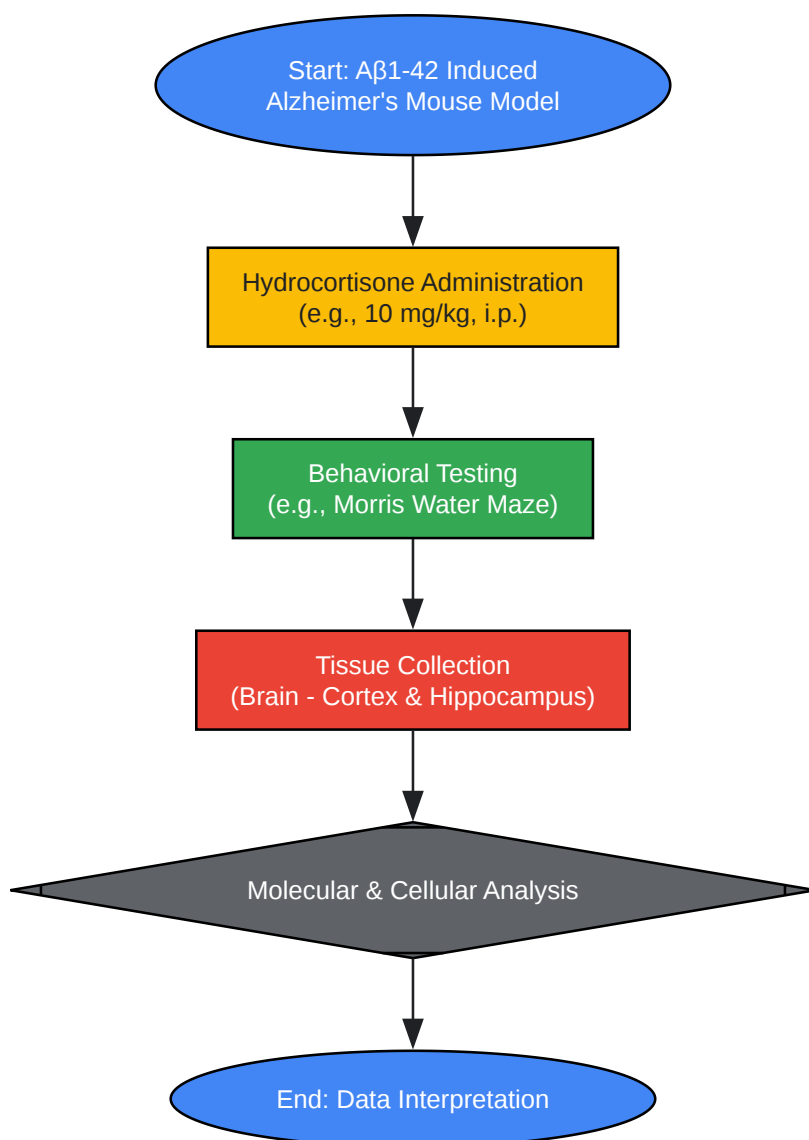 Start: Aβ1-42 Induced
Alzheimer's Mouse Model
Hydrocortisone Administration
(e.g., 10 mg/kg, i.p.)
Behavioral Testing
(e.g., Morris Water Maze)
Tissue Collection
(Brain - Cortex & Hippocampus)
Molecular & Cellular Analysis
End: Data Interpretation